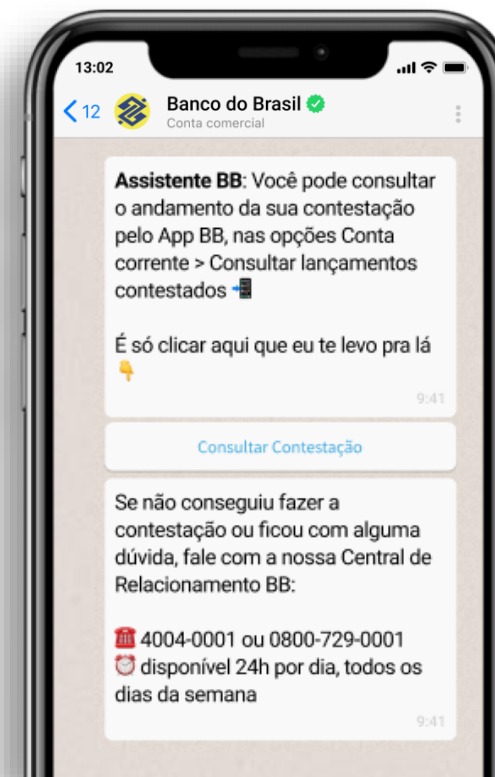 13:02
12
Banco do Brasil
Conta comercial
Assistente BB: Você pode consultar
o andamento da sua contestação
pelo App BB, nas opções Conta
corrente > Consultar lançamentos
contestados 📲
É só clicar aqui que eu te levo pra lá
👇
9:41
Consultar Contestação
Se não conseguiu fazer a
contestação ou ficou com alguma
dúvida, fale com a nossa Central de
Relacionamento BB:
☎️ 4004-0001 ou 0800-729-0001
⏰ disponível 24h por dia, todos os
dias da semana
9:41